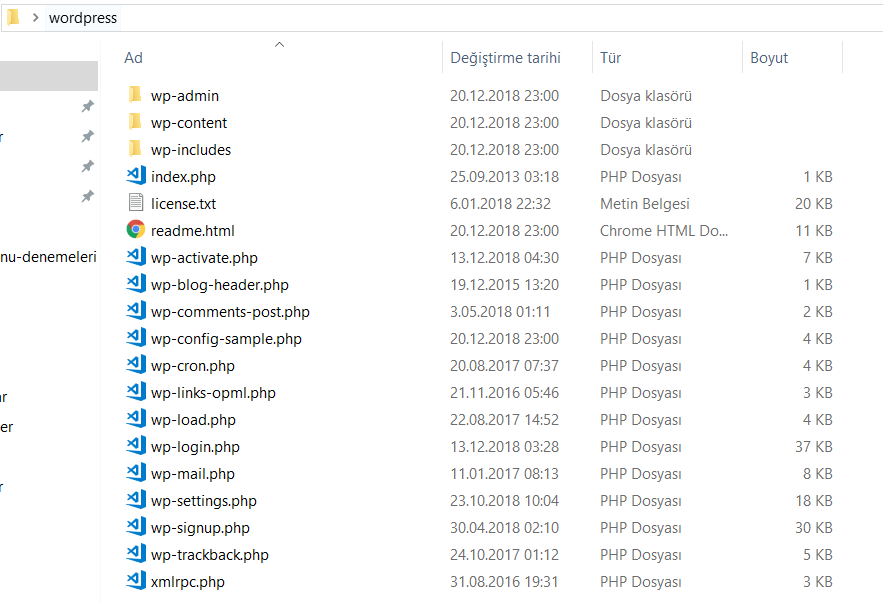 wordpress
Ad Değiştirme tarihi Tür Boyut
wp-admin 20.12.2018 23:00 Dosya klasörü
wp-content 20.12.2018 23:00 Dosya klasörü
wp-includes 20.12.2018 23:00 Dosya klasörü
index.php 25.09.2013 03:18 PHP Dosyası 1 KB
license.txt 6.01.2018 22:32 Metin Belgesi 20 KB
readme.html 20.12.2018 23:00 Chrome HTML Do... 11 KB
nu-denemeleri wp-activate.php 13.12.2018 04:30 PHP Dosyası 7 KB
wp-blog-header.php 19.12.2015 13:20 PHP Dosyası 1 KB
wp-comments-post.php 3.05.2018 01:11 PHP Dosyası 2 KB
wp-config-sample.php 20.12.2018 23:00 PHP Dosyası 4 KB
wp-cron.php 20.08.2017 07:37 PHP Dosyası 4 KB
ar wp-links-opml.php 21.11.2016 05:46 PHP Dosyası 3 KB
er wp-load.php 22.08.2017 14:52 PHP Dosyası 4 KB
wp-login.php 13.12.2018 03:28 PHP Dosyası 37 KB
wp-mail.php 11.01.2017 08:13 PHP Dosyası 8 KB
wp-settings.php 23.10.2018 10:04 PHP Dosyası 18 KB
wp-signup.php 30.04.2018 02:10 PHP Dosyası 30 KB
wp-trackback.php 24.10.2017 01:12 PHP Dosyası 5 KB
xmlrpc.php 31.08.2016 19:31 PHP Dosyası 3 KB